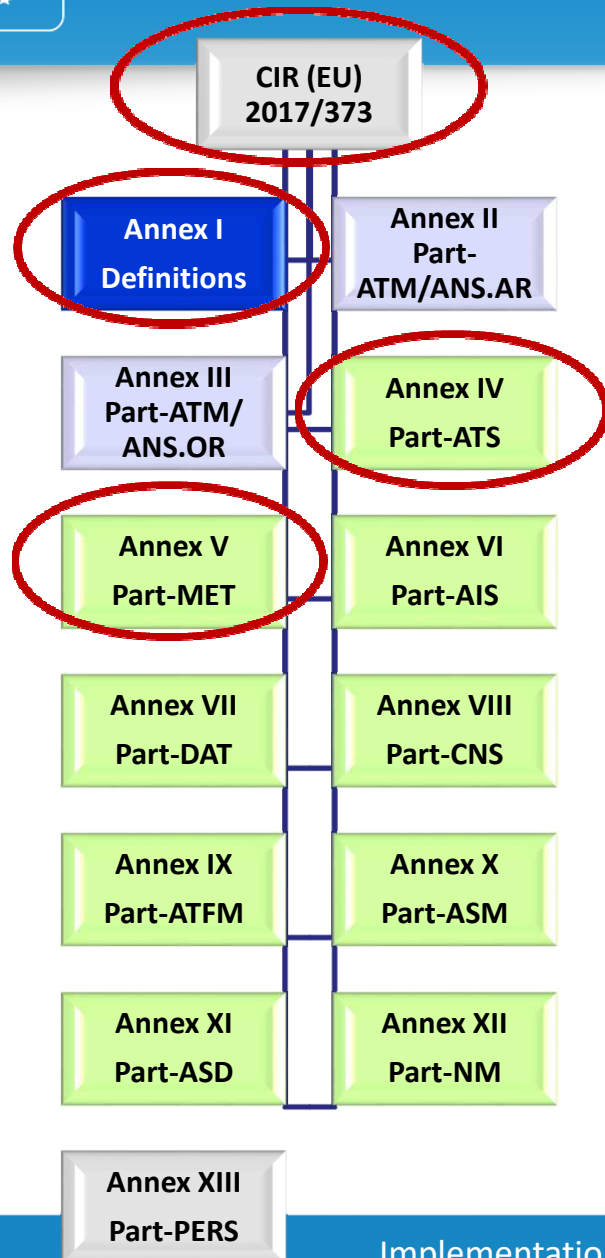 CIR (EU)
2017/373
Annex I
Definitions
Annex II
Part-
ATM/ANS.AR
Annex III
Part-ATM/
ANS.OR
Annex IV
Part-ATS
Annex V
Part-MET
Annex VI
Part-AIS
Annex VII
Part-DAT
Annex VIII
Part-CNS
Annex IX
Part-ATFM
Annex X
Part-ASM
Annex XI
Part-ASD
Annex XII
Part-NM
Annex XIII
Part-PERS